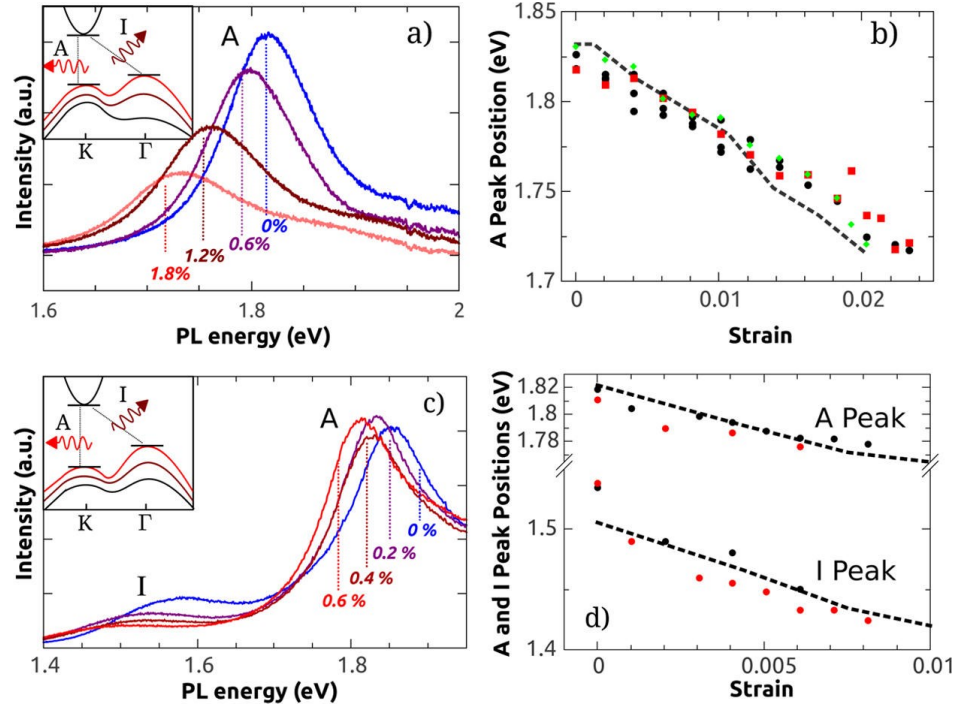 a)
A
I
A
K Γ
Intensity (a.u.)
0%
0.6%
1.2%
1.8%
1.6 1.8 2
PL energy (eV)
b)
A Peak Position (eV)
1.85
1.8
1.75
1.7
0 0.01 0.02
Strain
c)
A
I
A
K Γ
Intensity (a.u.)
I
0 %
0.2 %
0.4 %
0.6 %
1.4 1.6 1.8
PL energy (eV)
d)
A and I Peak Positions (eV)
1.82
1.8
1.78
1.5
1.4
A Peak
I Peak
0 0.005 0.01
Strain